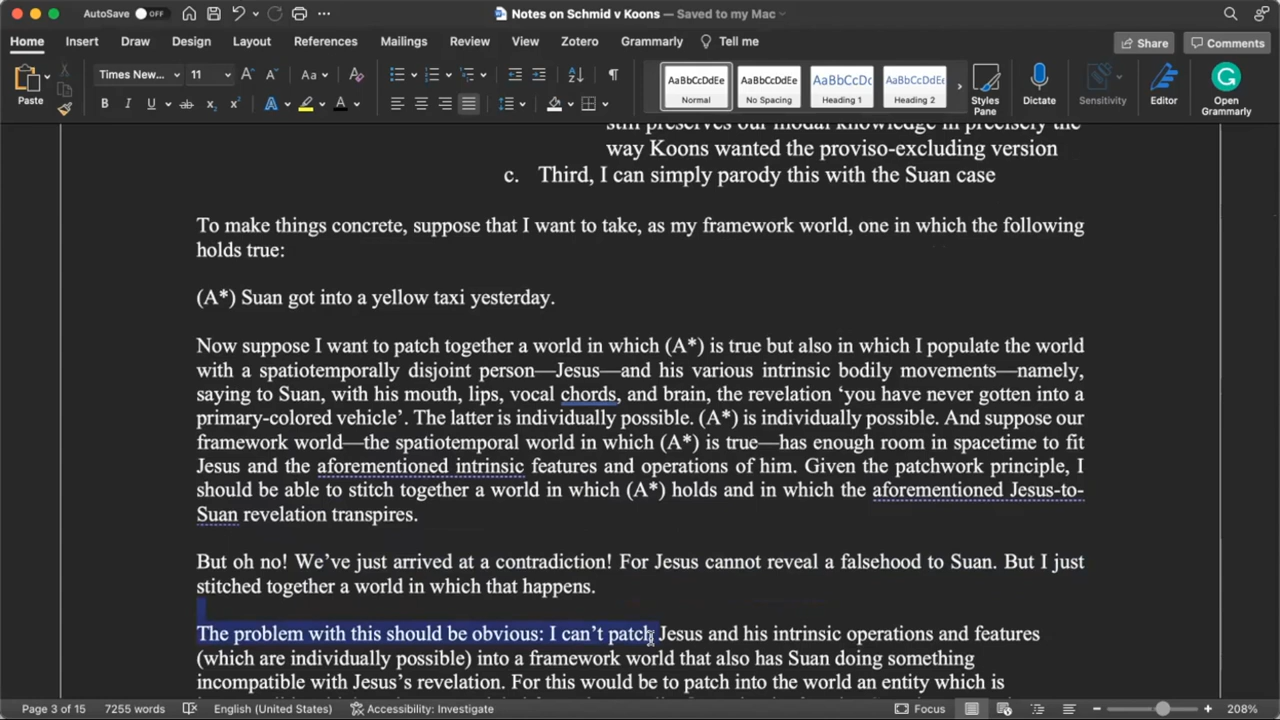 AutoSave OFF Notes on Schmid v Koons — Saved to my Mac
Home Insert Draw Design Layout References Mailings Review View Zotero Grammarly Tell me Share Comments
Paste Times New... 11 Aa AaBbCcDdEe AaBbCcDdEe AaBbCcDc AaBbCcDdEe
B I U ab x₂ x² A A Normal No Spacing Heading 1 Heading 2 Styles Pane Dictate Sensitivity Editor Open Grammarly
still preserves our modal knowledge in precisely the
way Koons wanted the proviso-excluding version
c. Third, I can simply parody this with the Suan case
To make things concrete, suppose that I want to take, as my framework world, one in which the following
holds true:
(A*) Suan got into a yellow taxi yesterday.
Now suppose I want to patch together a world in which (A*) is true but also in which I populate the world
with a spatiotemporally disjoint person—Jesus—and his various intrinsic bodily movements—namely,
saying to Suan, with his mouth, lips, vocal chords, and brain, the revelation ‘you have never gotten into a
primary-colored vehicle’. The latter is individually possible. (A*) is individually possible. And suppose our
framework world—the spatiotemporal world in which (A*) is true—has enough room in spacetime to fit
Jesus and the aforementioned intrinsic features and operations of him. Given the patchwork principle, I
should be able to stitch together a world in which (A*) holds and in which the aforementioned Jesus-to-
Suan revelation transpires.
But oh no! We’ve just arrived at a contradiction! For Jesus cannot reveal a falsehood to Suan. But I just
stitched together a world in which that happens.
The problem with this should be obvious: I can’t patch Jesus and his intrinsic operations and features
(which are individually possible) into a framework world that also has Suan doing something
incompatible with Jesus’s revelation. For this would be to patch into the world an entity which is
Page 3 of 15 7255 words English (United States) Accessibility: Investigate Focus 208%